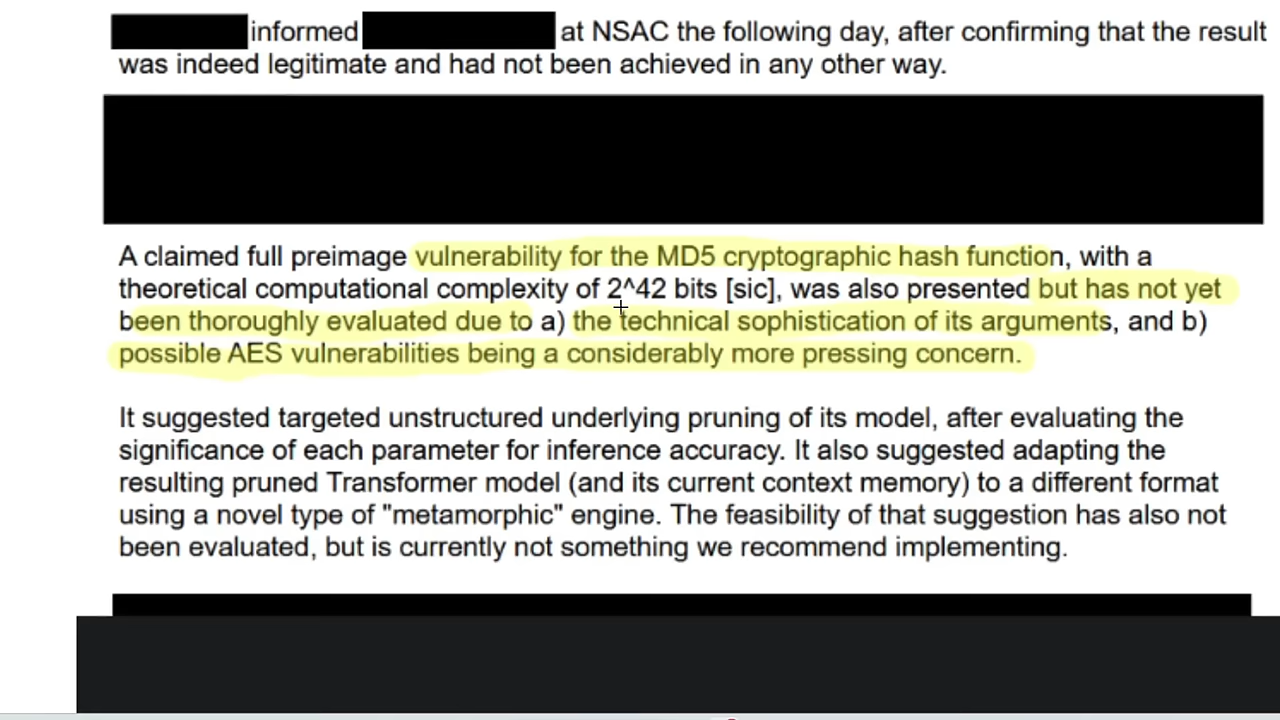 informed at NSAC the following day, after confirming that the result
was indeed legitimate and had not been achieved in any other way.
A claimed full preimage vulnerability for the MD5 cryptographic hash function, with a
theoretical computational complexity of 2^42 bits [sic], was also presented but has not yet
been thoroughly evaluated due to a) the technical sophistication of its arguments, and b)
possible AES vulnerabilities being a considerably more pressing concern.
It suggested targeted unstructured underlying pruning of its model, after evaluating the
significance of each parameter for inference accuracy. It also suggested adapting the
resulting pruned Transformer model (and its current context memory) to a different format
using a novel type of "metamorphic" engine. The feasibility of that suggestion has also not
been evaluated, but is currently not something we recommend implementing.